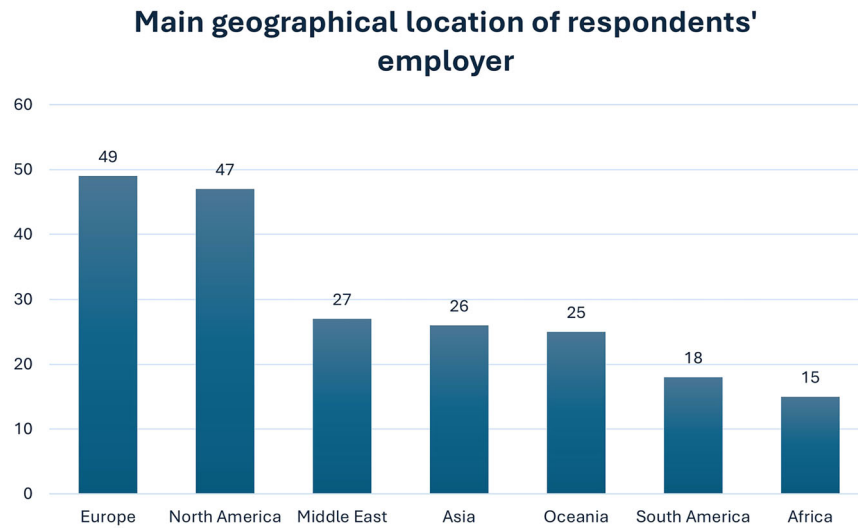 Main geographical location of respondents'
employer
60
50
40
30
20
10
0
49
47
27
26
25
18
15
Europe
North America
Middle East
Asia
Oceania
South America
Africa